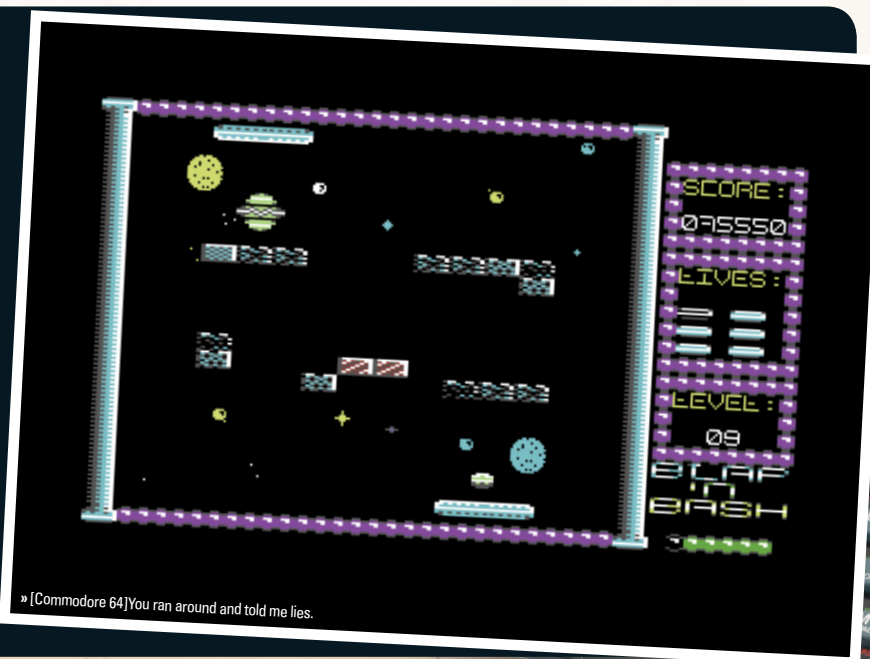 SCORE:
075550
LIVES:
LEVEL:
09
BLAP
'n'
BASH
» [Commodore 64]You ran around and told me lies.